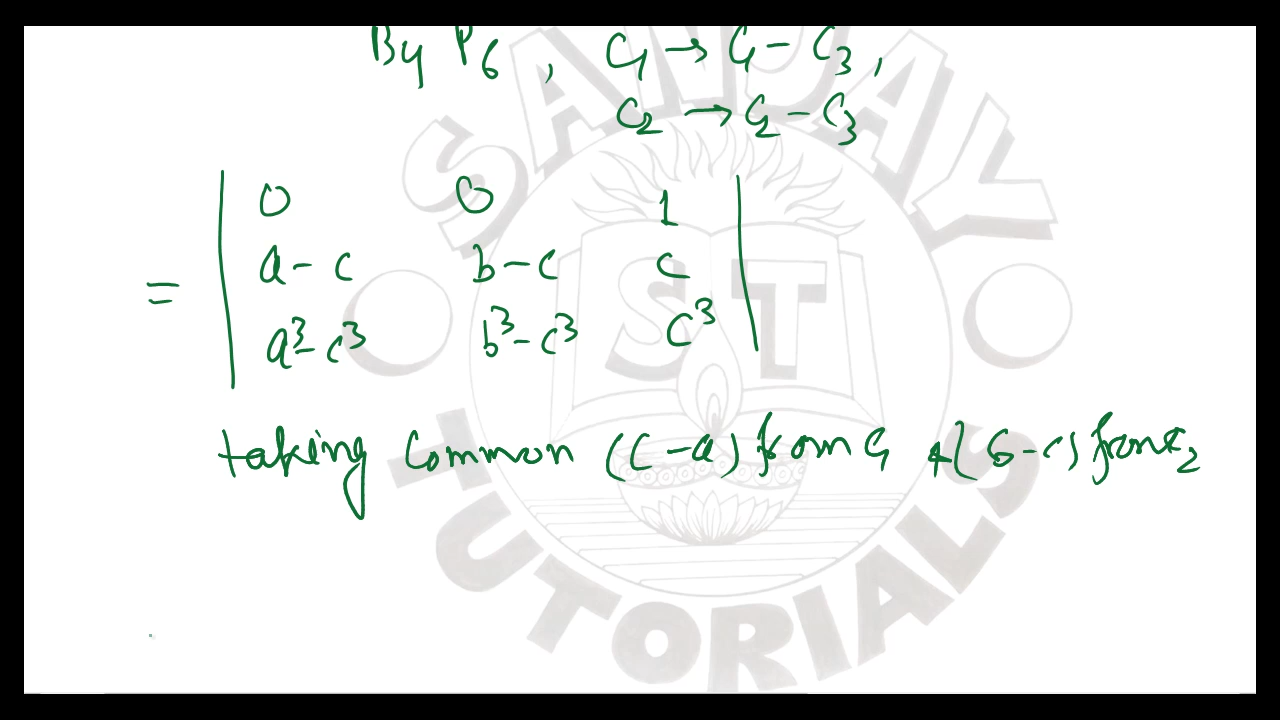 By P6, C1 → C1 - C3,
C2 → C2 - C3
= | 0 0 1 |
| a - c b - c c |
| a³ - c³ b³ - c³ c³ |
taking common (c - a) from C1 & (b - c) from C2
SANJAY
ST
TUTORIALS